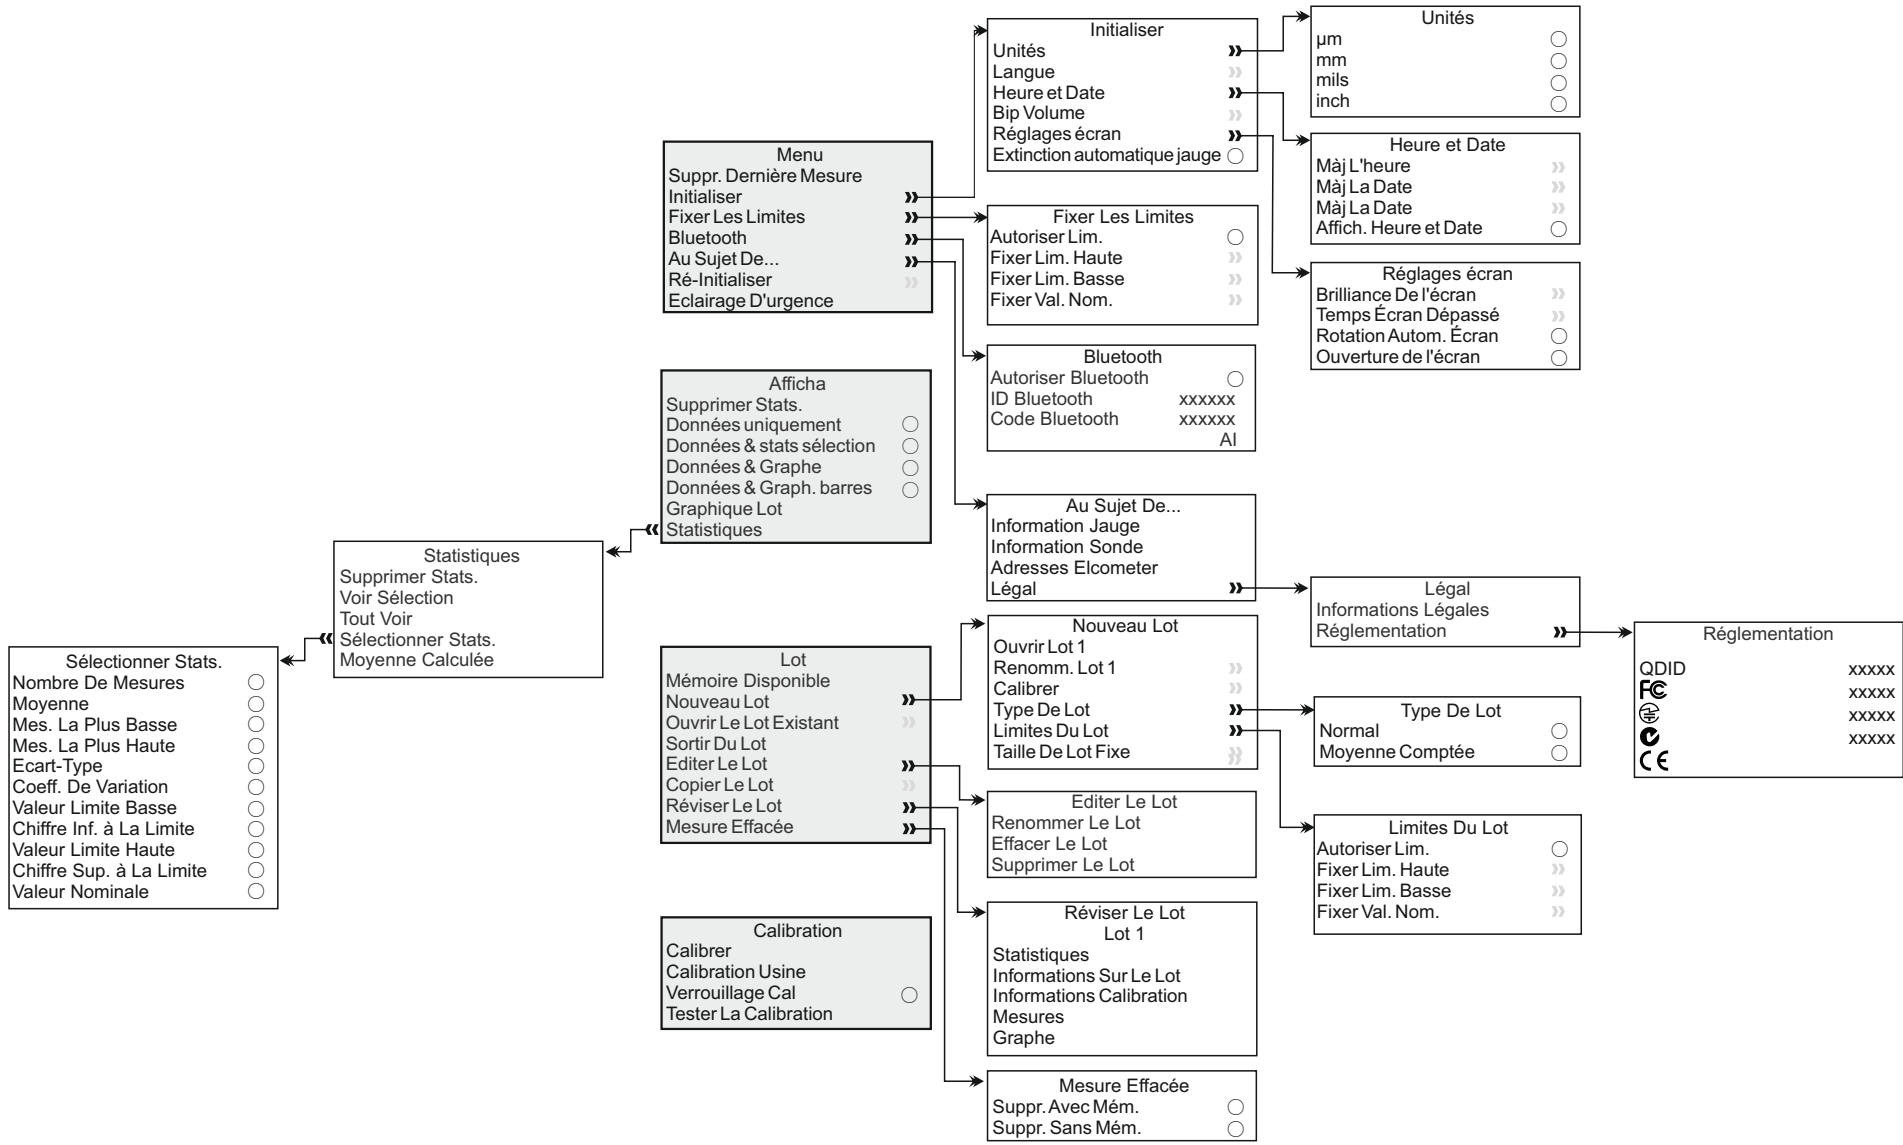 Menu
Suppr. Dernière Mesure
Initialiser
Fixer Les Limites
Bluetooth
Au Sujet De...
Ré-Initialiser
Eclairage D'urgence
Initialiser
Unités
Langue
Heure et Date
Bip Volume
Réglages écran
Extinction automatique jauge
Unités
µm
mm
mils
inch
Heure et Date
Màj L'heure
Màj La Date
Màj La Date
Affich. Heure et Date
Réglages écran
Brilliance De l'écran
Temps Écran Dépassé
Rotation Autom. Écran
Ouverture de l'écran
Fixer Les Limites
Autoriser Lim.
Fixer Lim. Haute
Fixer Lim. Basse
Fixer Val. Nom.
Bluetooth
Autoriser Bluetooth
ID Bluetooth xxxxxx
Code Bluetooth xxxxxx
AI
Au Sujet De...
Information Jauge
Information Sonde
Adresses Elcometer
Légal
Légal
Informations Légales
Réglementation
Réglementation
QDID xxxxx
FC xxxxx
xxxxx
xxxxx
CE
Afficha
Supprimer Stats.
Données uniquement
Données & stats sélection
Données & Graphe
Données & Graph. barres
Graphique Lot
Statistiques
Statistiques
Supprimer Stats.
Voir Sélection
Tout Voir
Sélectionner Stats.
Moyenne Calculée
Sélectionner Stats.
Nombre De Mesures
Moyenne
Mes. La Plus Basse
Mes. La Plus Haute
Ecart-Type
Coeff. De Variation
Valeur Limite Basse
Chiffre Inf. à La Limite
Valeur Limite Haute
Chiffre Sup. à La Limite
Valeur Nominale
Lot
Mémoire Disponible
Nouveau Lot
Ouvrir Le Lot Existant
Sortir Du Lot
Editer Le Lot
Copier Le Lot
Réviser Le Lot
Mesure Effacée
Nouveau Lot
Ouvrir Lot 1
Renomm. Lot 1
Calibrer
Type De Lot
Limites Du Lot
Taille De Lot Fixe
Type De Lot
Normal
Moyenne Comptée
Limites Du Lot
Autoriser Lim.
Fixer Lim. Haute
Fixer Lim. Basse
Fixer Val. Nom.
Editer Le Lot
Renommer Le Lot
Effacer Le Lot
Supprimer Le Lot
Réviser Le Lot
Lot 1
Statistiques
Informations Sur Le Lot
Informations Calibration
Mesures
Graphe
Mesure Effacée
Suppr. Avec Mém.
Suppr. Sans Mém.
Calibration
Calibrer
Calibration Usine
Verrouillage Cal
Tester La Calibration